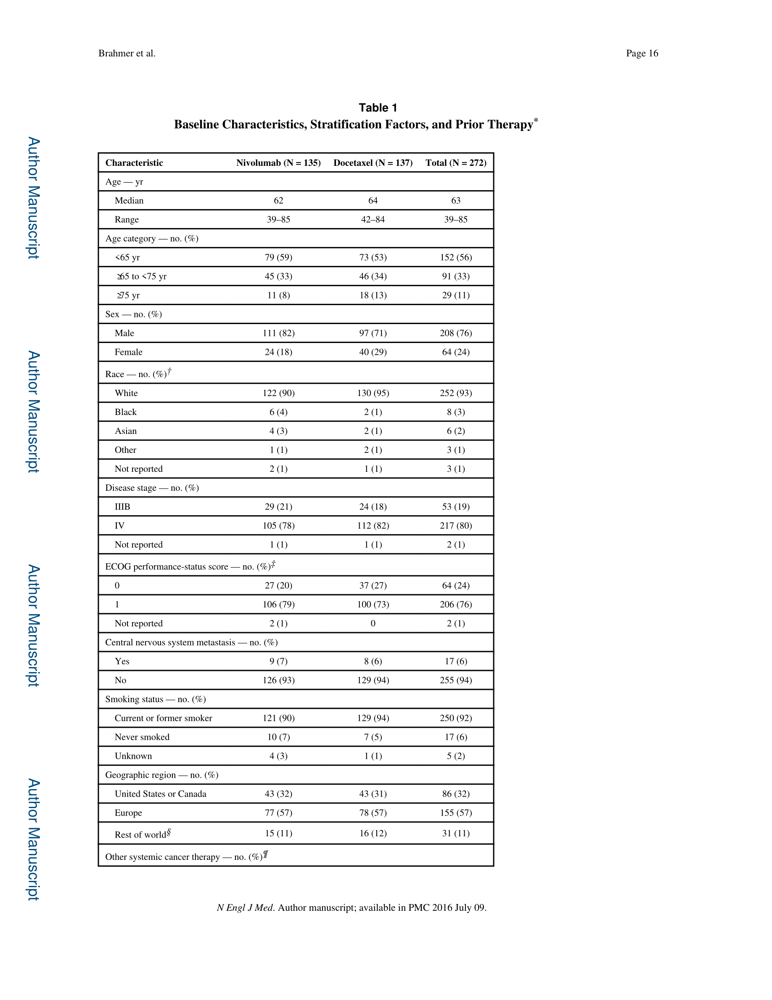 Brahmer et al. Page 16
Table 1
Baseline Characteristics, Stratification Factors, and Prior Therapy*
Characteristic Nivolumab (N = 135) Docetaxel (N = 137) Total (N = 272)
Age — yr
Median 62 64 63
Range 39–85 42–84 39–85
Age category — no. (%)
<65 yr 79 (59) 73 (53) 152 (56)
≥65 to <75 yr 45 (33) 46 (34) 91 (33)
≥75 yr 11 (8) 18 (13) 29 (11)
Sex — no. (%)
Male 111 (82) 97 (71) 208 (76)
Female 24 (18) 40 (29) 64 (24)
Race — no. (%)†
White 122 (90) 130 (95) 252 (93)
Black 6 (4) 2 (1) 8 (3)
Asian 4 (3) 2 (1) 6 (2)
Other 1 (1) 2 (1) 3 (1)
Not reported 2 (1) 1 (1) 3 (1)
Disease stage — no. (%)
IIIB 29 (21) 24 (18) 53 (19)
IV 105 (78) 112 (82) 217 (80)
Not reported 1 (1) 1 (1) 2 (1)
ECOG performance-status score — no. (%)‡
0 27 (20) 37 (27) 64 (24)
1 106 (79) 100 (73) 206 (76)
Not reported 2 (1) 0 2 (1)
Central nervous system metastasis — no. (%)
Yes 9 (7) 8 (6) 17 (6)
No 126 (93) 129 (94) 255 (94)
Smoking status — no. (%)
Current or former smoker 121 (90) 129 (94) 250 (92)
Never smoked 10 (7) 7 (5) 17 (6)
Unknown 4 (3) 1 (1) 5 (2)
Geographic region — no. (%)
United States or Canada 43 (32) 43 (31) 86 (32)
Europe 77 (57) 78 (57) 155 (57)
Rest of world§ 15 (11) 16 (12) 31 (11)
Other systemic cancer therapy — no. (%)¶
N Engl J Med. Author manuscript; available in PMC 2016 July 09.
Author Manuscript
Author Manuscript
Author Manuscript
Author Manuscript